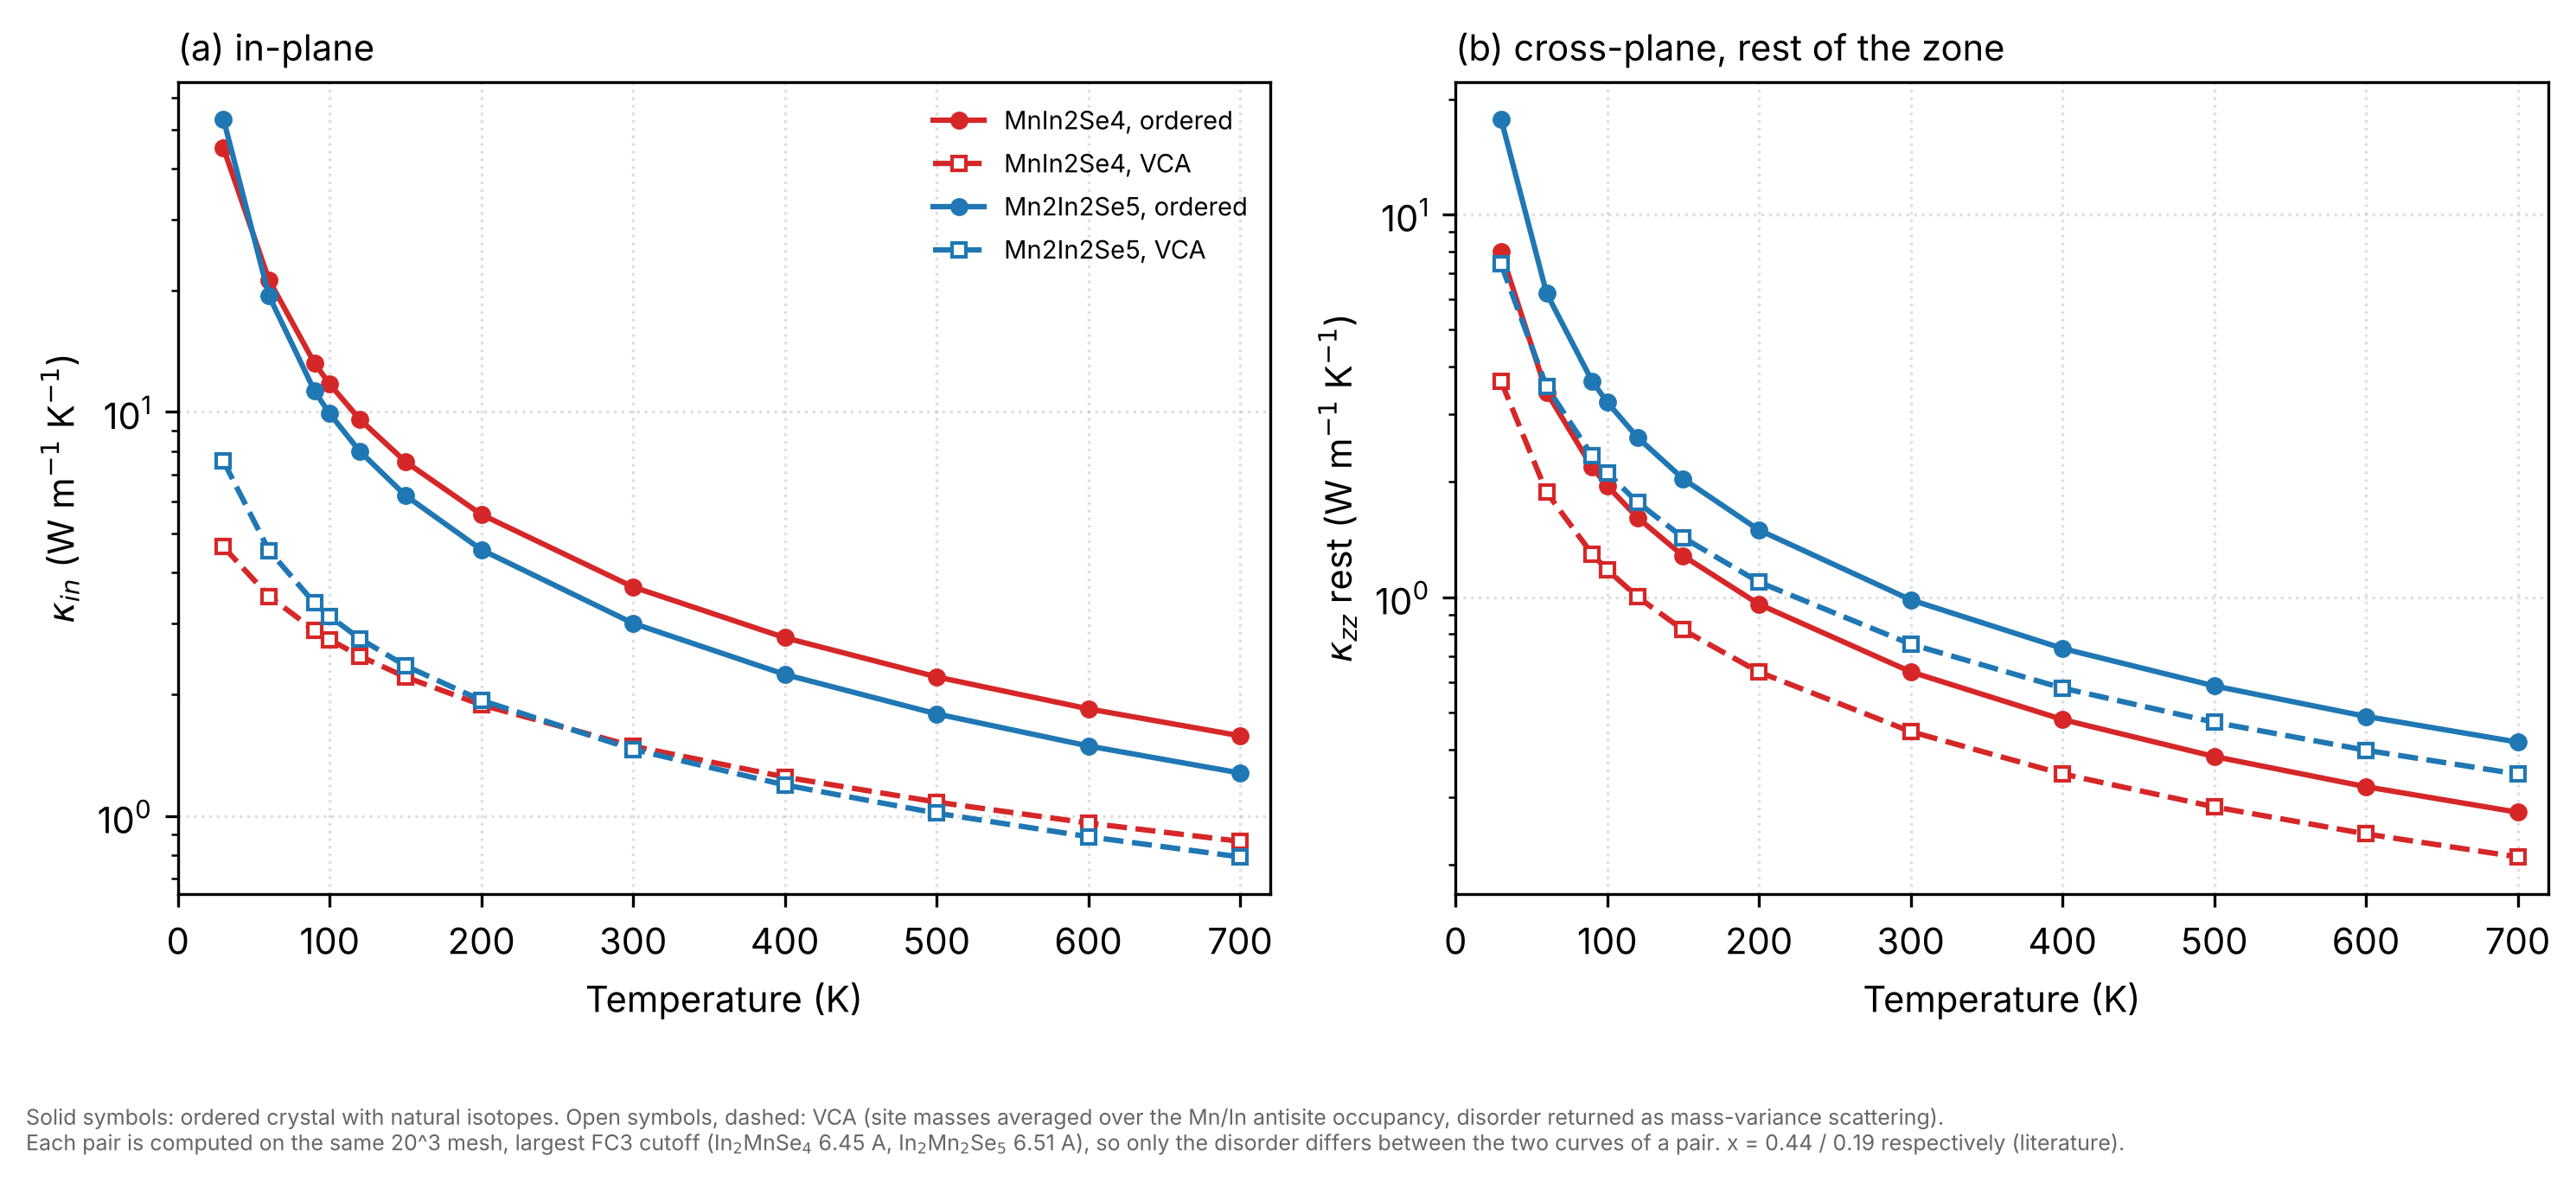 (a) in-plane
(b) cross-plane, rest of the zone
MnIn2Se4, ordered
MnIn2Se4, VCA
Mn2In2Se5, ordered
Mn2In2Se5, VCA
κ_in (W m⁻¹ K⁻¹)
10¹
10⁰
0 100 200 300 400 500 600 700
Temperature (K)
κ_zz rest (W m⁻¹ K⁻¹)
10¹
10⁰
0 100 200 300 400 500 600 700
Temperature (K)
Solid symbols: ordered crystal with natural isotopes. Open symbols, dashed: VCA (site masses averaged over the Mn/In antisite occupancy, disorder returned as mass-variance scattering).
Each pair is computed on the same 20^3 mesh, largest FC3 cutoff (In₂MnSe₄ 6.45 A, In₂Mn₂Se₅ 6.51 A), so only the disorder differs between the two curves of a pair. x = 0.44 / 0.19 respectively (literature).